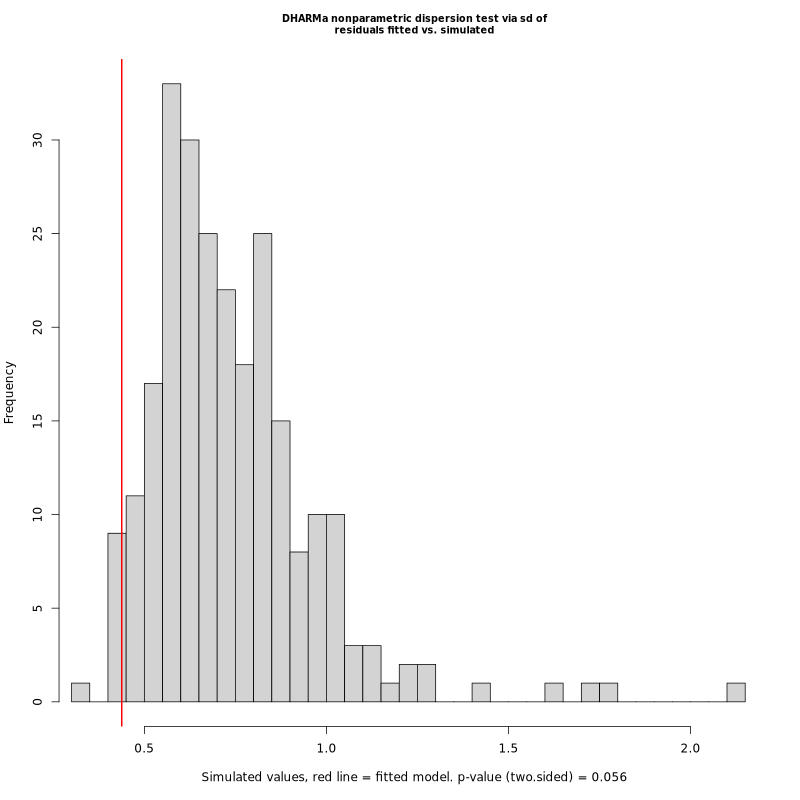 DHARMa nonparametric dispersion test via sd of
residuals fitted vs. simulated
Frequency
30
25
20
15
10
5
0
0.5 1.0 1.5 2.0
Simulated values, red line = fitted model. p-value (two.sided) = 0.056